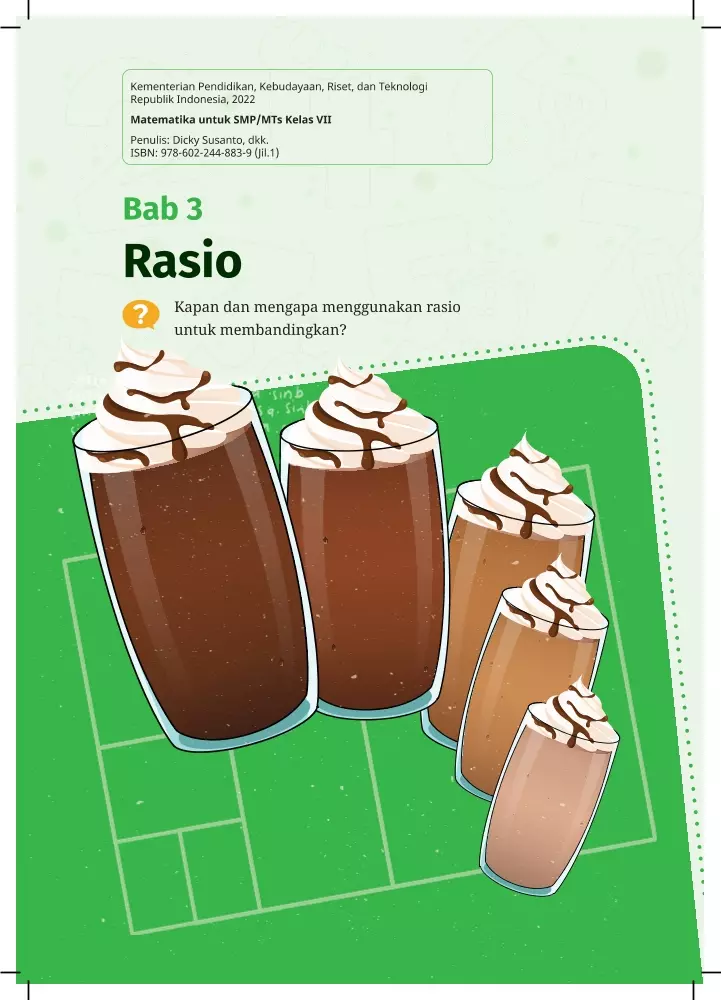 Kementerian Pendidikan, Kebudayaan, Riset, dan Teknologi
Republik Indonesia, 2022
Matematika untuk SMP/MTs Kelas VII
Penulis: Dicky Susanto, dkk.
ISBN: 978-602-244-883-9 (Jil.1)
Bab 3
Rasio
?
Kapan dan mengapa menggunakan rasio
untuk membandingkan?